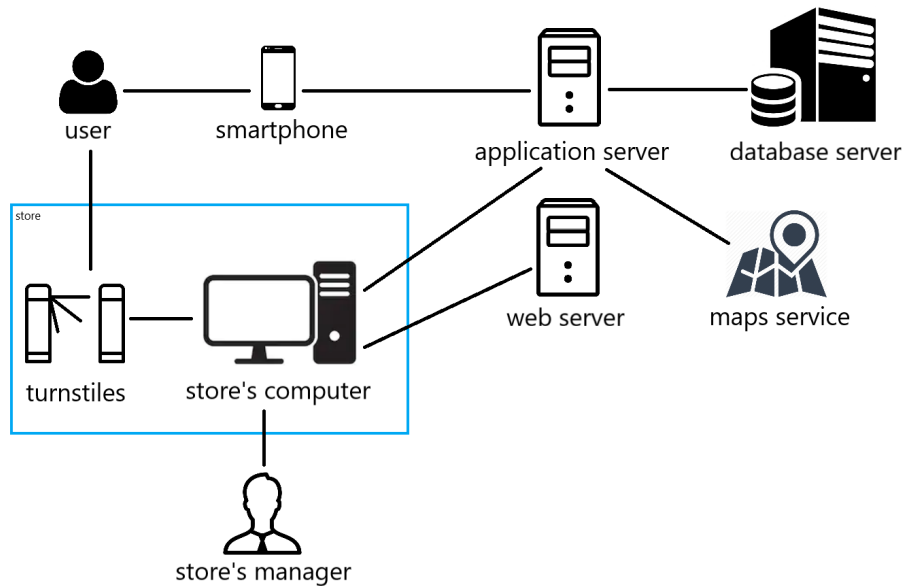 user
smartphone
application server
database server
store
web server
maps service
turnstiles
store's computer
store's manager